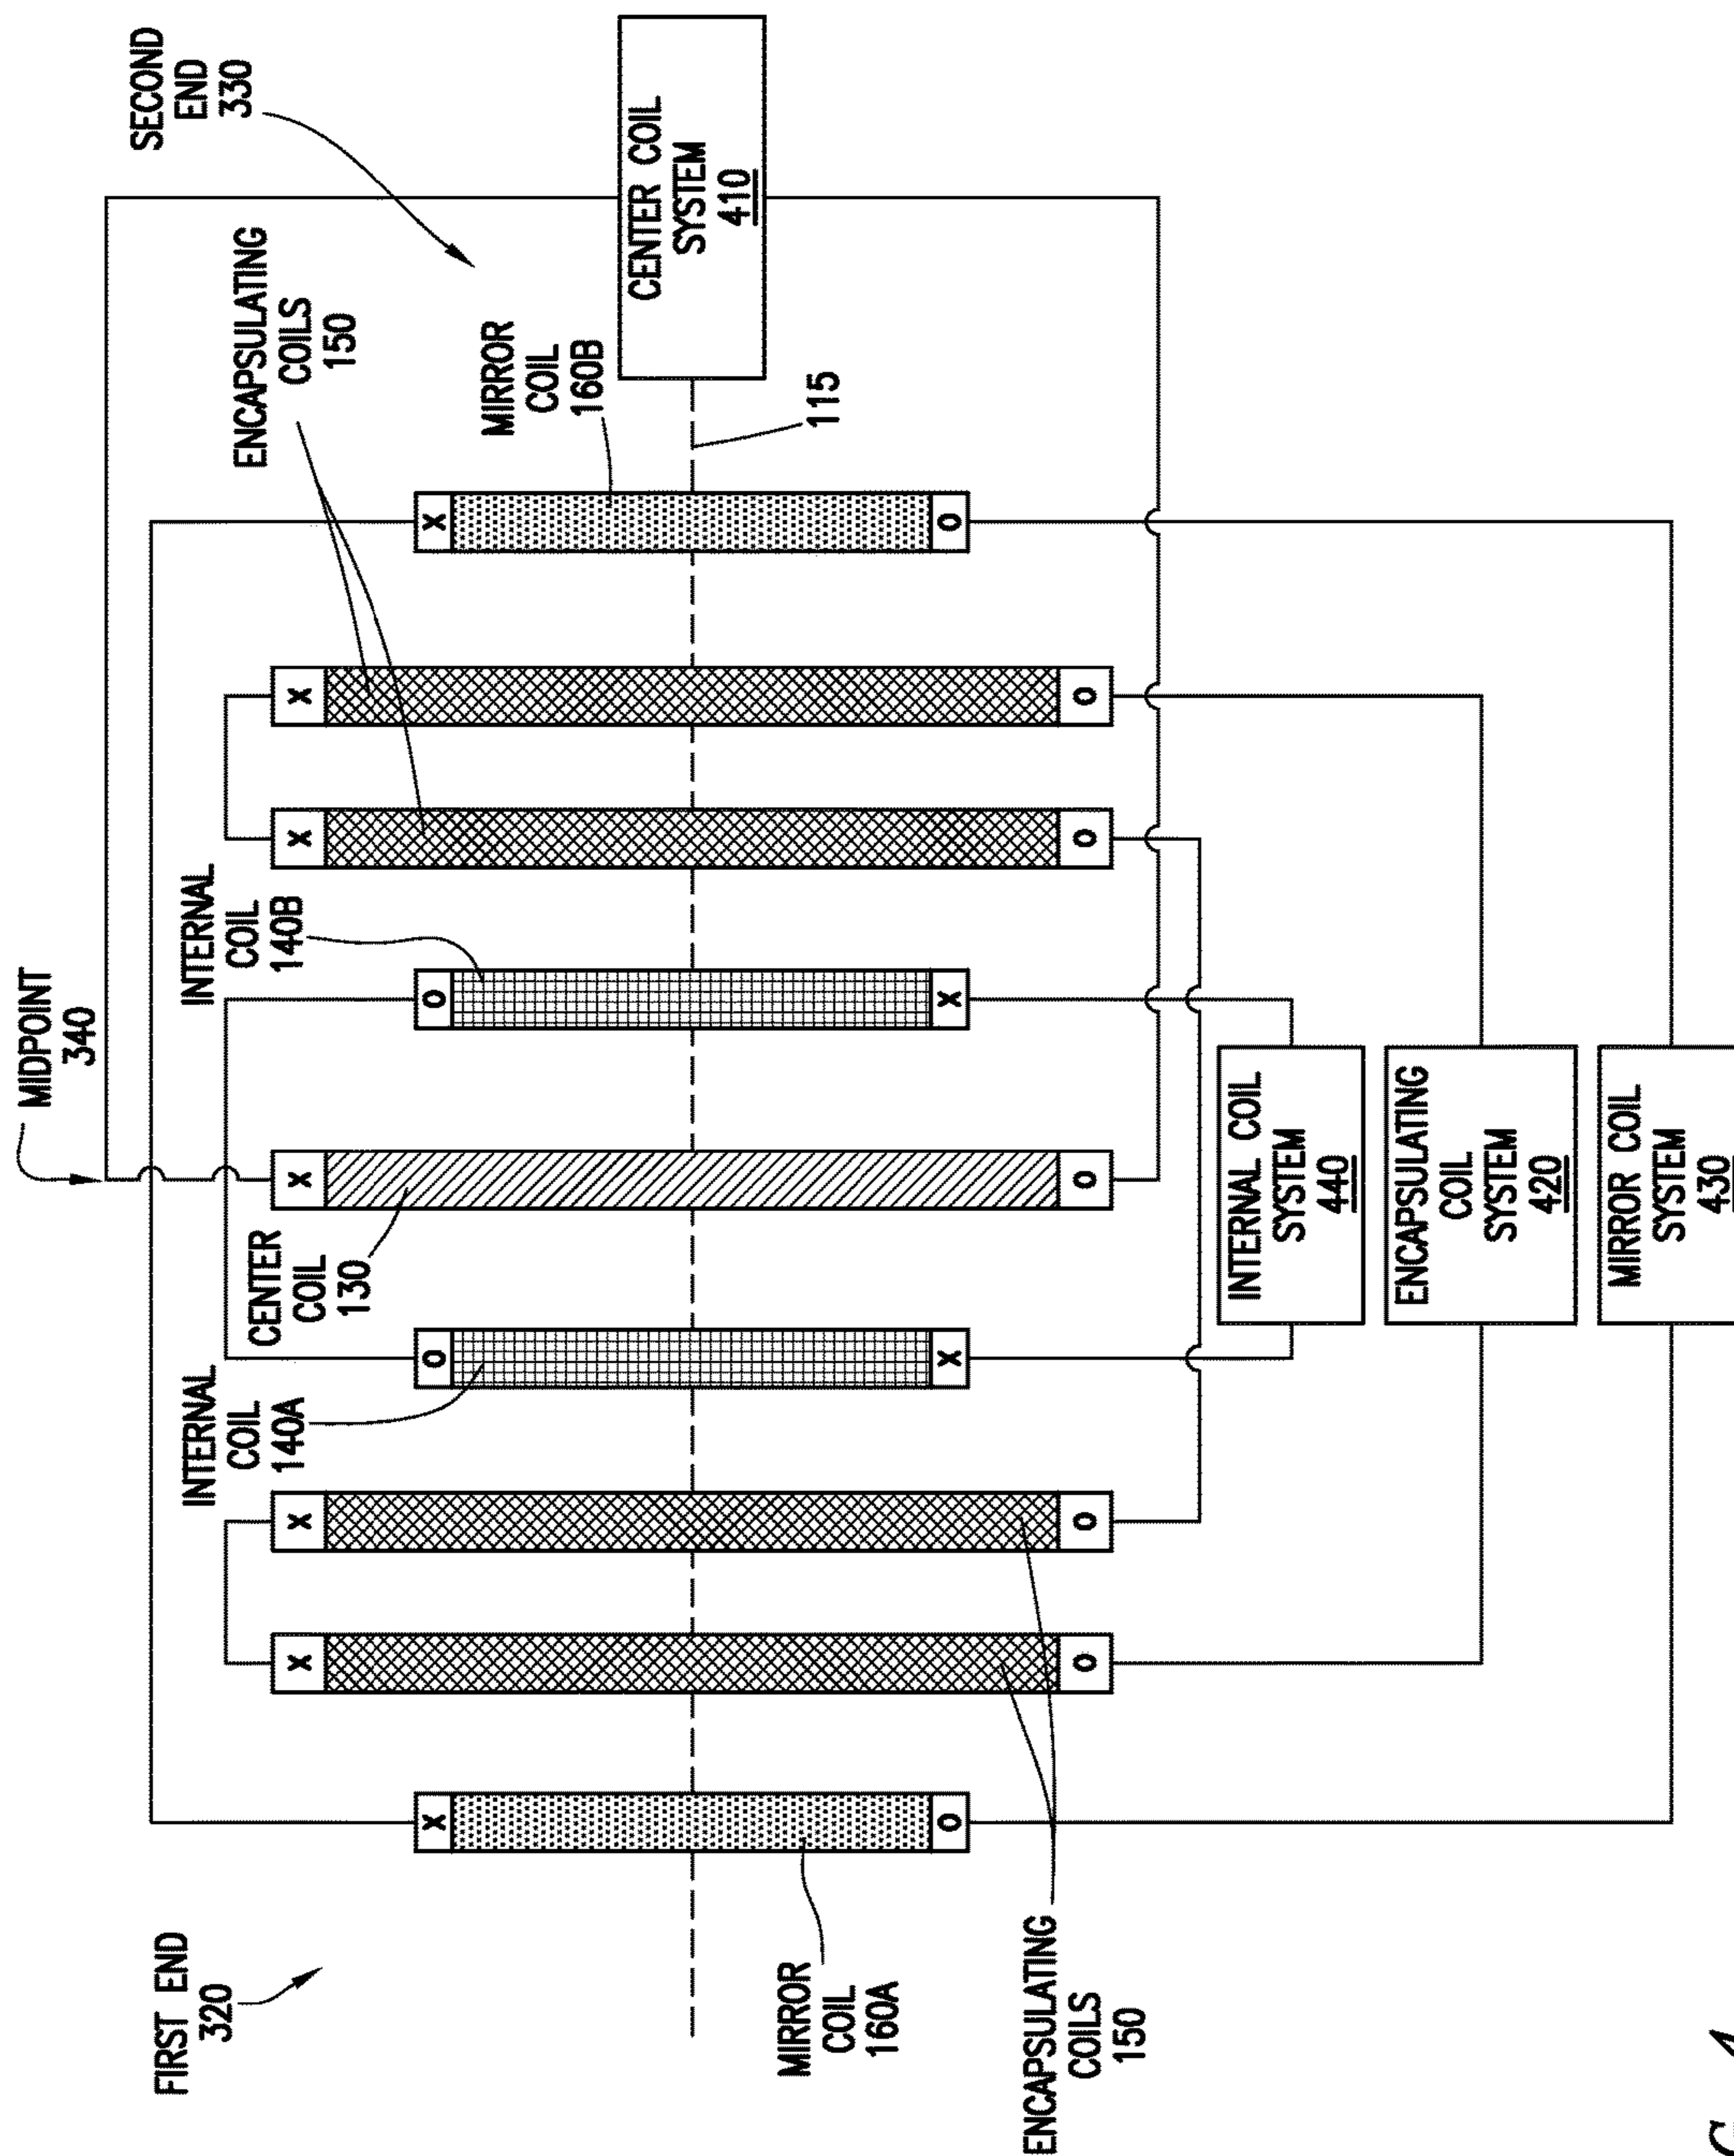 MIDPOINT
340
FIRST END
320
SECOND
END
330
ENCAPSULATING
COILS
150
INTERNAL
COIL
140A
CENTER
COIL
130
INTERNAL
COIL
140B
MIRROR
COIL
160B
X X X X X
O O
X X
CENTER COIL
SYSTEM
410
115
MIRROR
COIL
160A
O O
X X
O O O O O
ENCAPSULATING
COILS
150
INTERNAL COIL
SYSTEM
440
ENCAPSULATING
COIL
SYSTEM
420
MIRROR COIL
SYSTEM
430